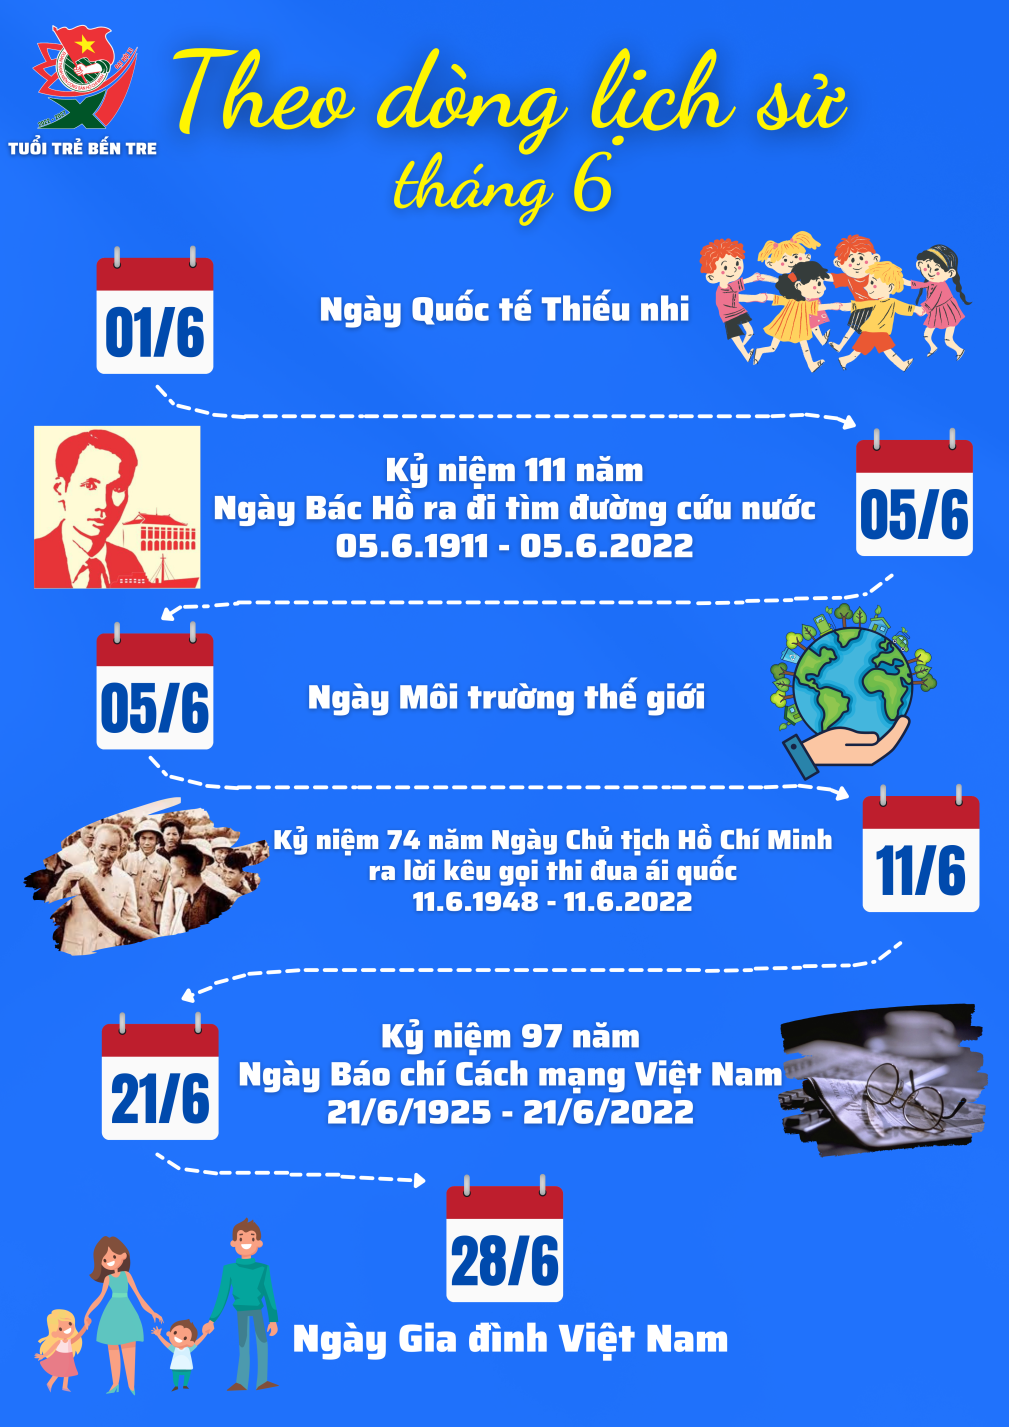 TUỔI TRẺ BẾN TRE
Theo dòng lịch sử
tháng 6
01/6
Ngày Quốc tế Thiếu nhi
Kỷ niệm 111 năm
Ngày Bác Hồ ra đi tìm đường cứu nước
05.6.1911 - 05.6.2022
05/6
05/6
Ngày Môi trường thế giới
Kỷ niệm 74 năm Ngày Chủ tịch Hồ Chí Minh
ra lời kêu gọi thi đua ái quốc
11.6.1948 - 11.6.2022
11/6
21/6
Kỷ niệm 97 năm
Ngày Báo chí Cách mạng Việt Nam
21/6/1925 - 21/6/2022
28/6
Ngày Gia đình Việt Nam